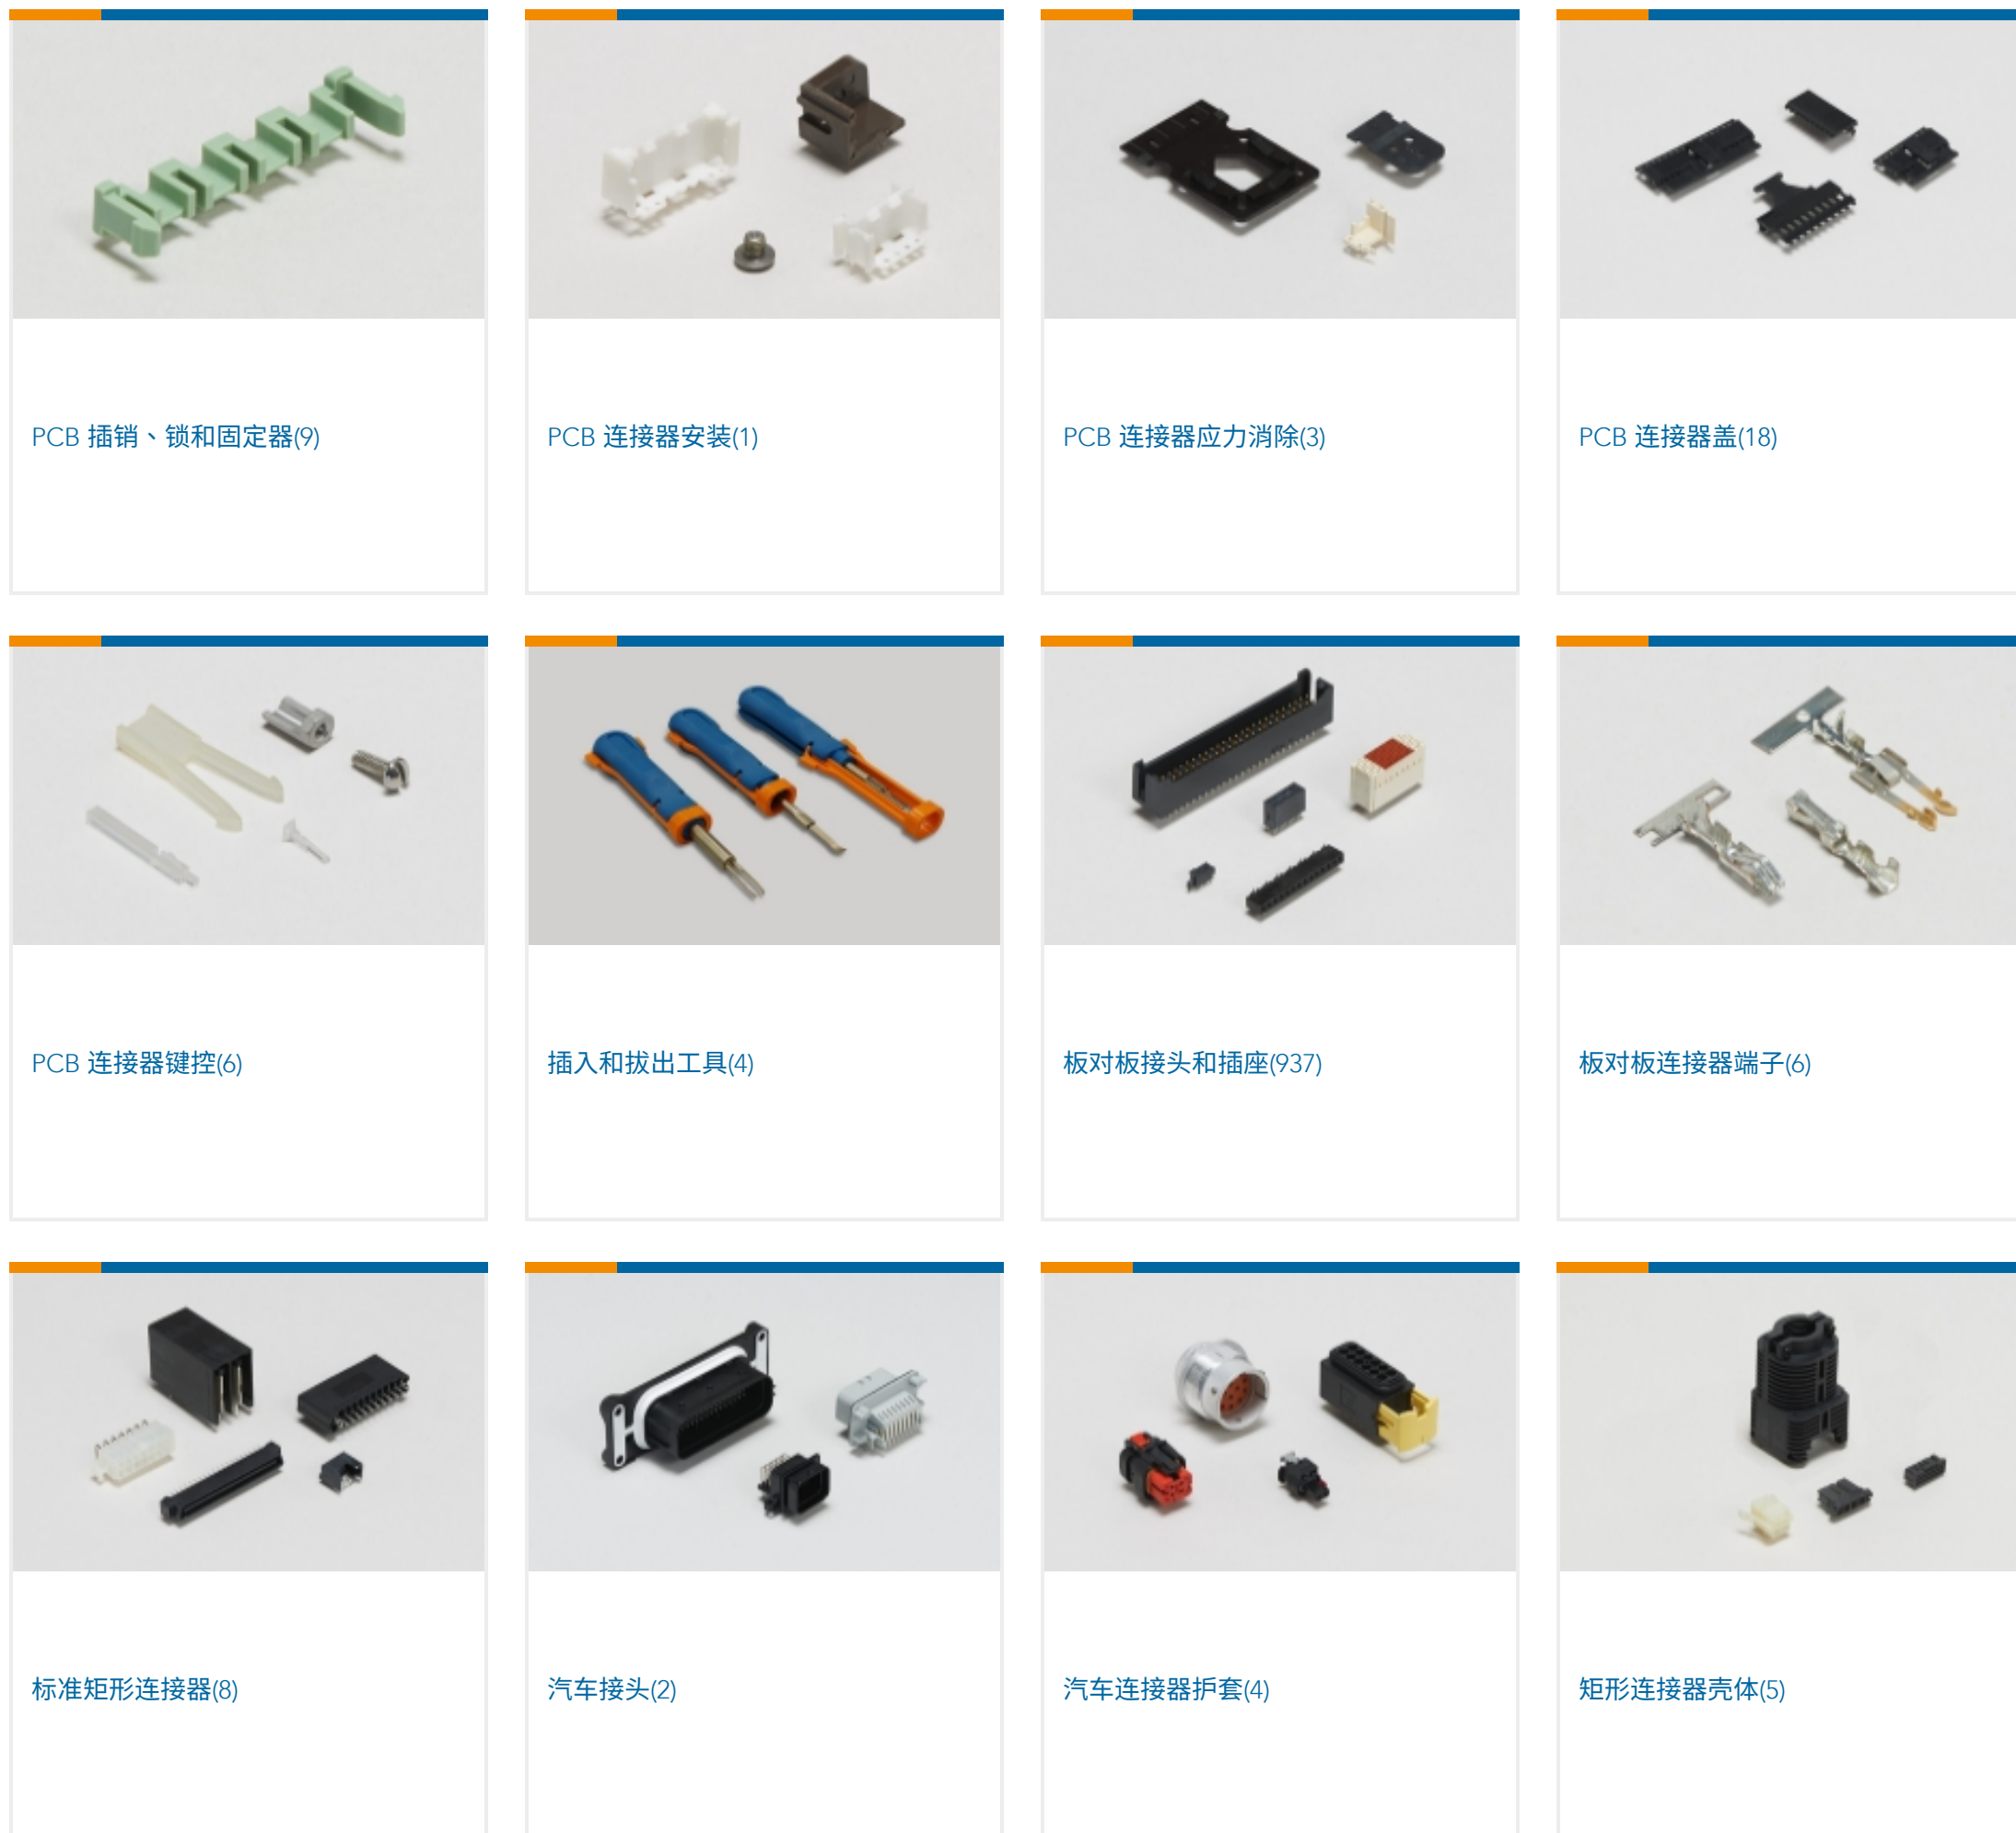 PCB 插销、锁和固定器(9)
PCB 连接器安装(1)
PCB 连接器应力消除(3)
PCB 连接器盖(18)
PCB 连接器键控(6)
插入和拔出工具(4)
板对板接头和插座(937)
板对板连接器端子(6)
标准矩形连接器(8)
汽车接头(2)
汽车连接器护套(4)
矩形连接器壳体(5)